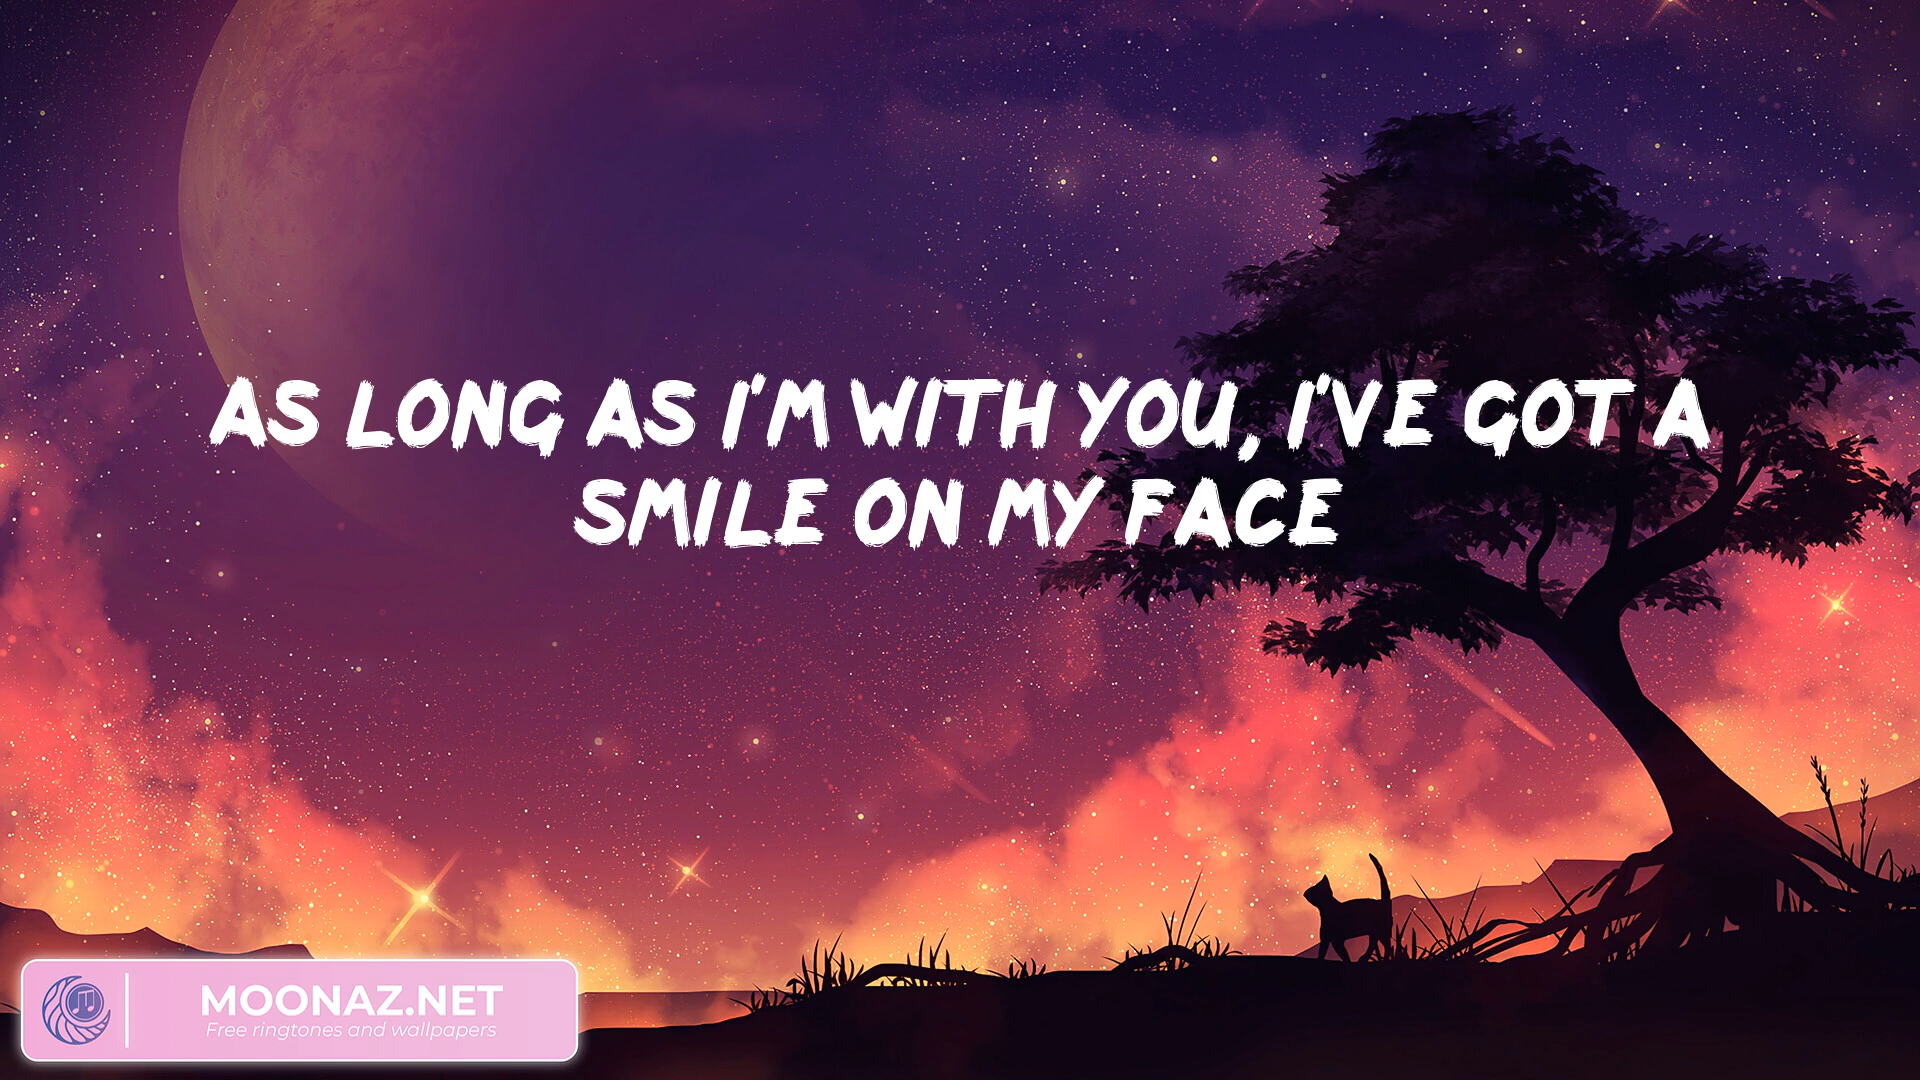 AS LONG AS I'M WITH YOU, I'VE GOT A
SMILE ON MY FACE
MOONAZ.NET
Free ringtones and wallpapers